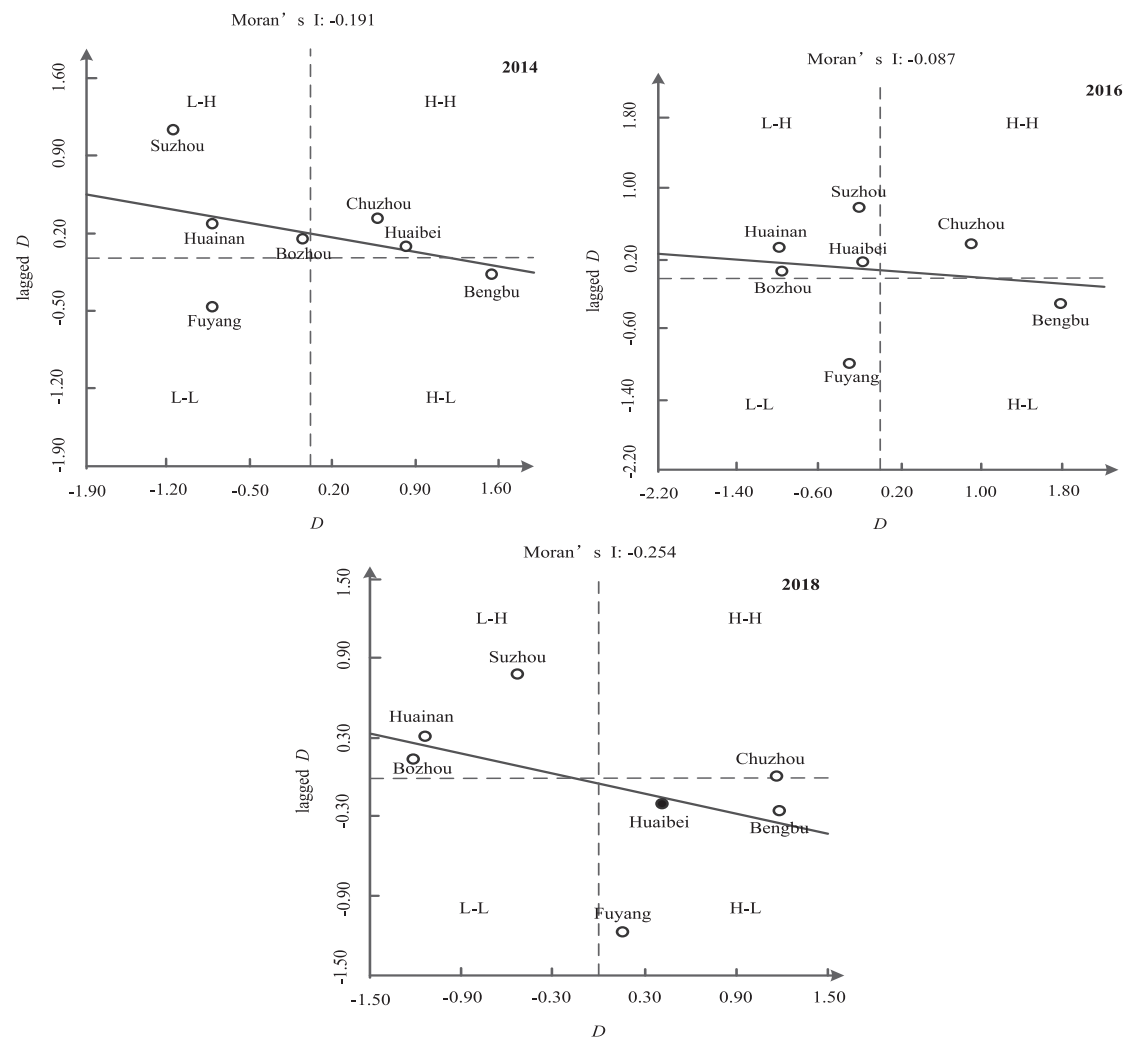 Moran’ s I: -0.191
2014
1.60
0.90
0.20
-0.50
-1.20
-1.90
lagged D
L-H
H-H
Suzhou
Chuzhou
Huainan
Bozhou
Huaibei
Bengbu
Fuyang
L-L
H-L
-1.90
-1.20
-0.50
0.20
0.90
1.60
D
Moran’ s I: -0.087
2016
1.80
1.00
0.20
-0.60
-1.40
-2.20
lagged D
L-H
H-H
Suzhou
Chuzhou
Huainan
Huaibei
Bozhou
Bengbu
Fuyang
L-L
H-L
-2.20
-1.40
-0.60
0.20
1.00
1.80
D
Moran’ s I: -0.254
2018
1.50
0.90
0.30
-0.30
-0.90
-1.50
lagged D
L-H
H-H
Suzhou
Huainan
Bozhou
Chuzhou
Huaibei
Bengbu
L-L
Fuyang
H-L
-1.50
-0.90
-0.30
0.30
0.90
1.50
D